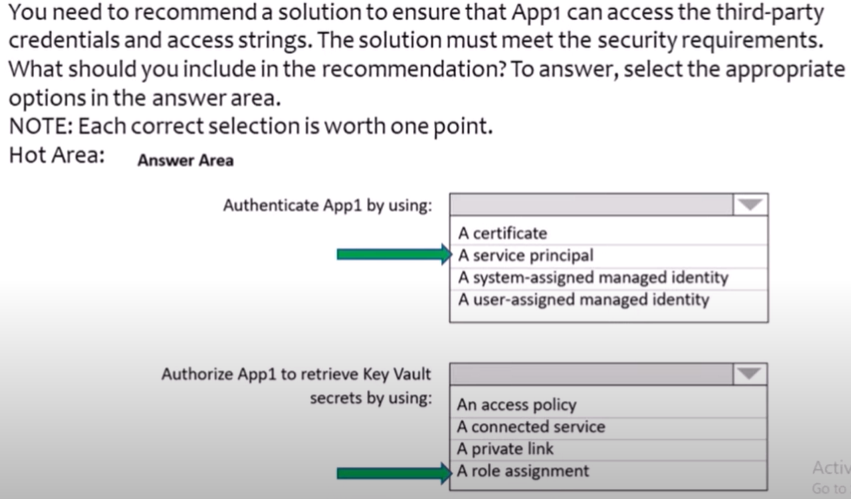 You need to recommend a solution to ensure that App1 can access the third-party
credentials and access strings. The solution must meet the security requirements.
What should you include in the recommendation? To answer, select the appropriate
options in the answer area.
NOTE: Each correct selection is worth one point.
Hot Area: Answer Area
Authenticate App1 by using:
A certificate
A service principal
A system-assigned managed identity
A user-assigned managed identity
Authorize App1 to retrieve Key Vault
secrets by using:
An access policy
A connected service
A private link
A role assignment
Activ
Go to